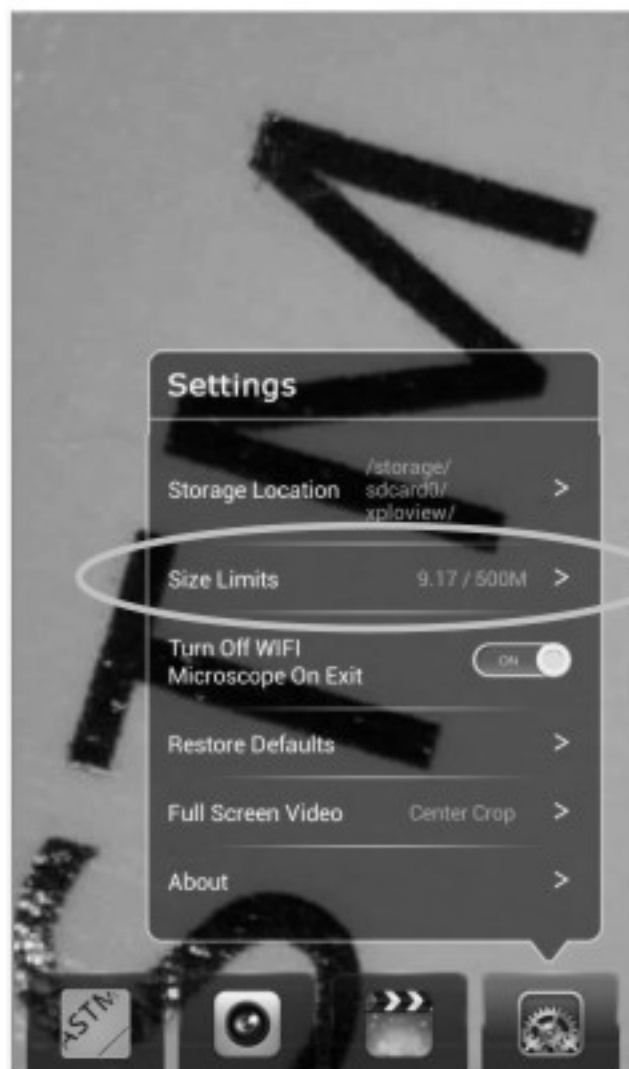 Settings
Storage Location
/storage/
sdcard0/
xploview/
>
Size Limits 9.17 / 500M >
Turn Off WIFI
Microscope On Exit
ON
Restore Defaults >
Full Screen Video Center Crop >
About >
ASTM